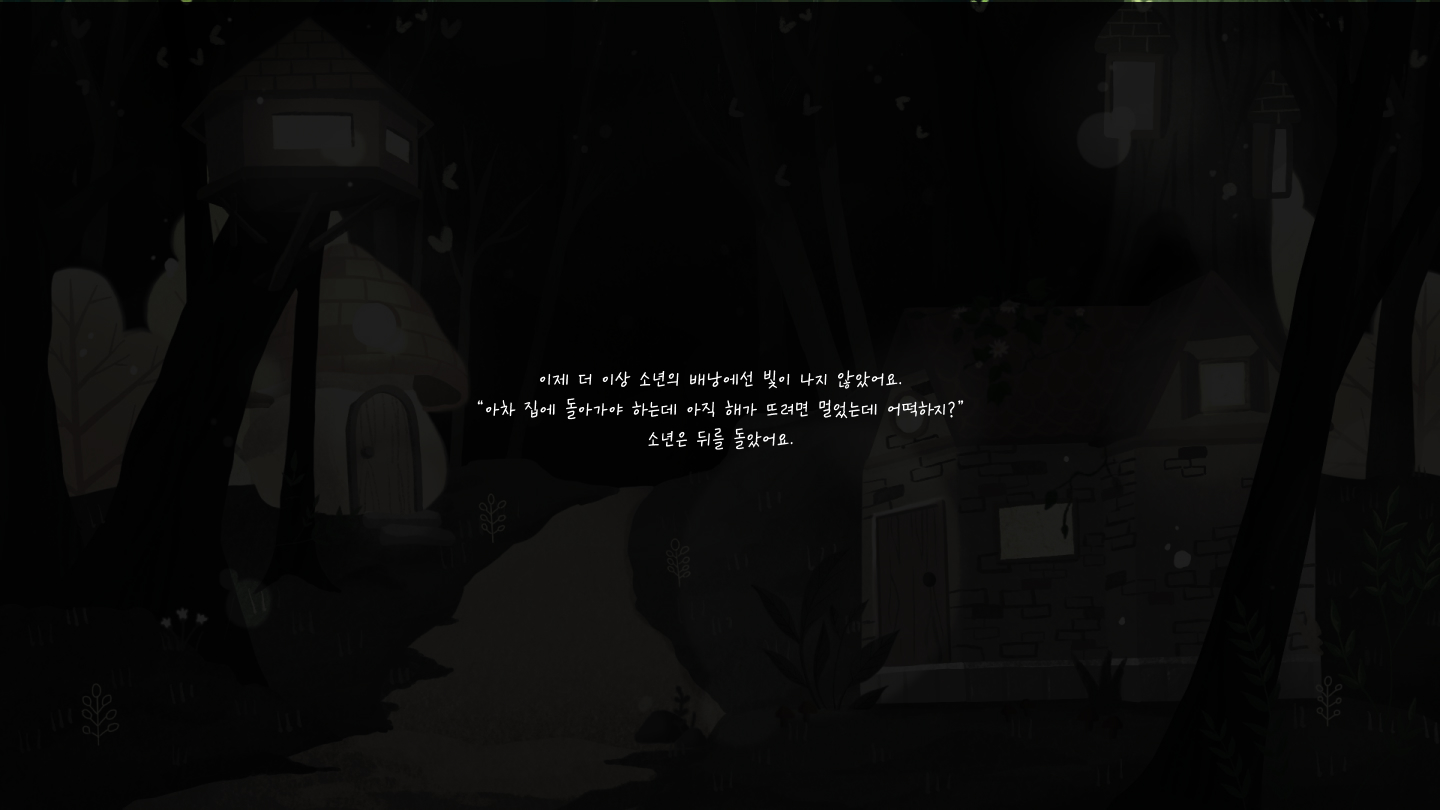 이제 더 이상 소년의 배낭에선 빛이 나지 않았어요.
“아차 집에 돌아가야 하는데 아직 해가 뜨려면 멀었는데 어떡하지?”
소년은 뒤를 돌았어요.